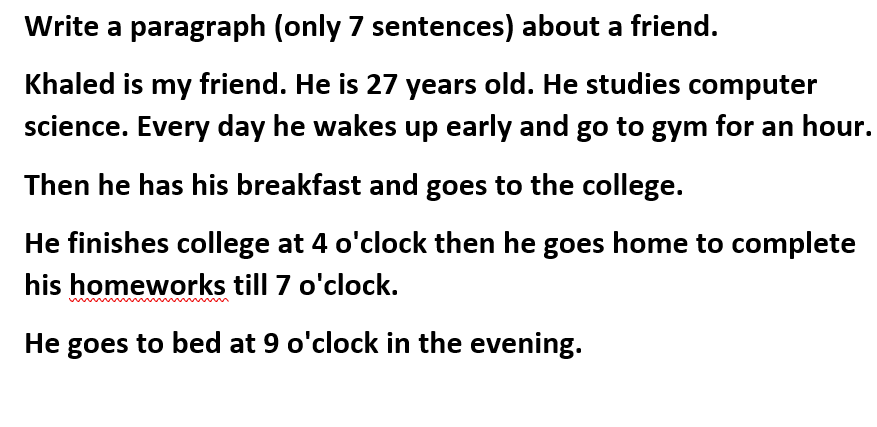 Write a paragraph (only 7 sentences) about a friend.
Khaled is my friend. He is 27 years old. He studies computer
science. Every day he wakes up early and go to gym for an hour.
Then he has his breakfast and goes to the college.
He finishes college at 4 o'clock then he goes home to complete
his homeworks till 7 o'clock.
He goes to bed at 9 o'clock in the evening.